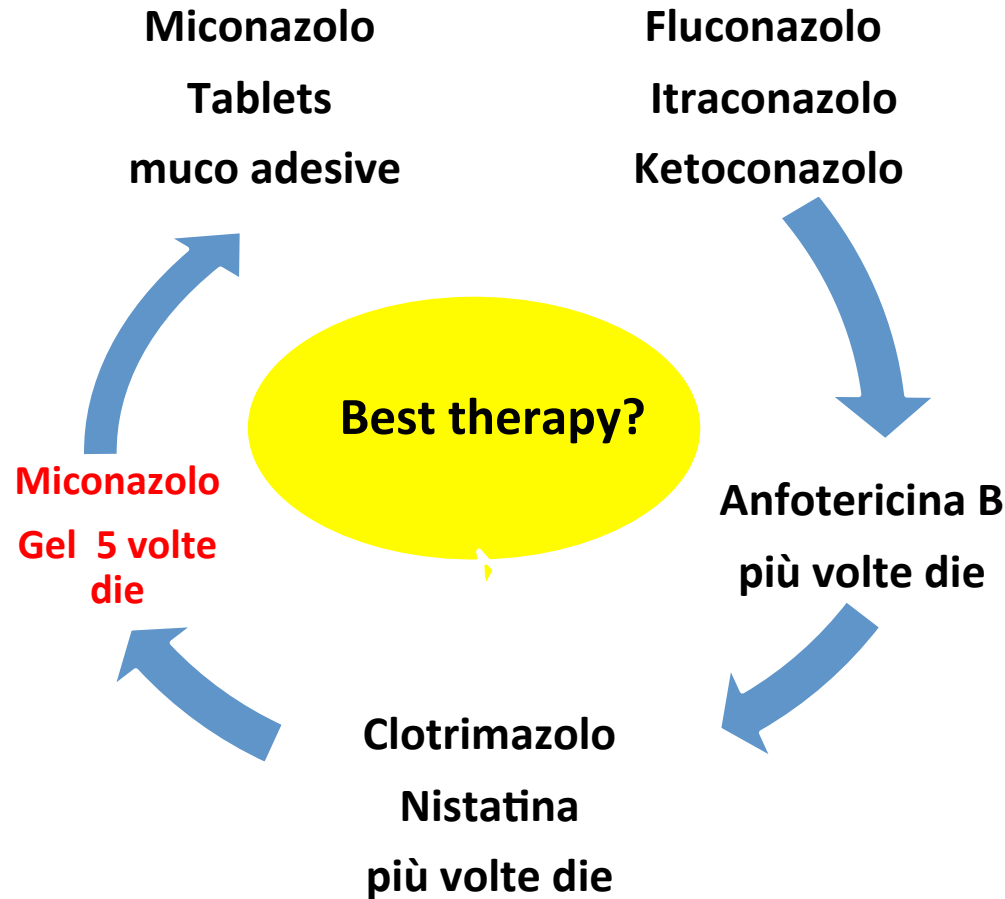 Miconazolo
Tablets
muco adesive
Fluconazolo
Itraconazolo
Ketoconazolo
Best therapy?
Anfotericina B
più volte die
Clotrimazolo
Nistatina
più volte die
Miconazolo
Gel 5 volte
die